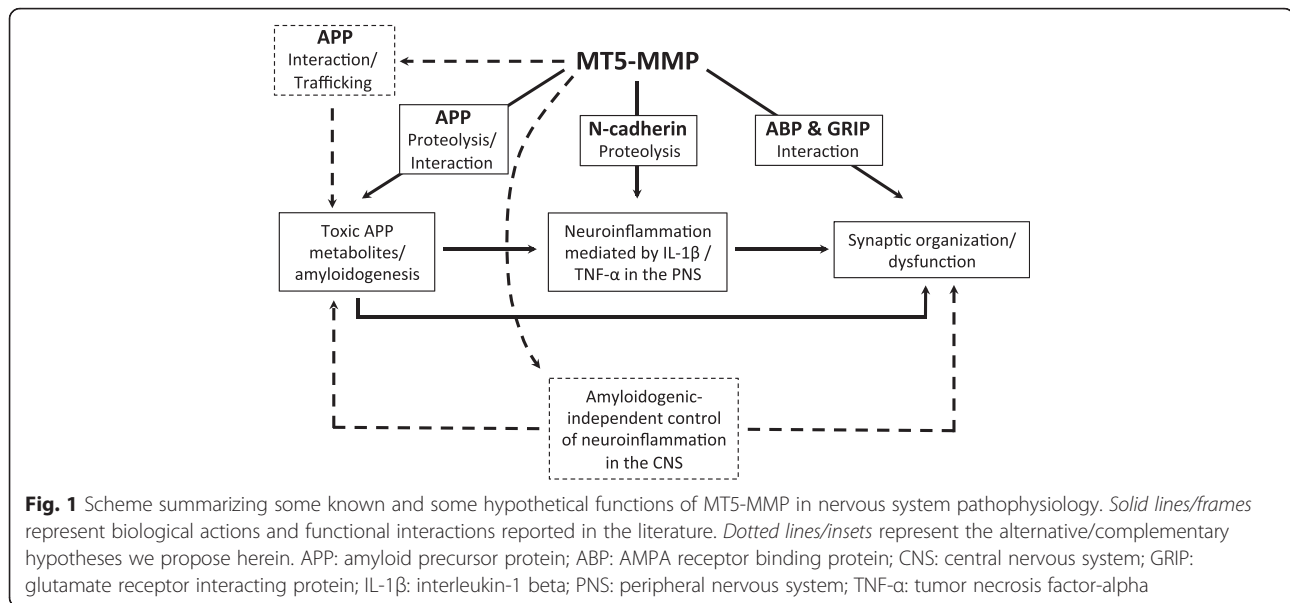 APP
Interaction/
Trafficking
MT5-MMP
APP
Proteolysis/
Interaction
N-cadherin
Proteolysis
ABP & GRIP
Interaction
Toxic APP
metabolites/
amyloidogenesis
Neuroinflammation
mediated by IL-1β /
TNF-α in the PNS
Synaptic organization/
dysfunction
Amyloidogenic-
independent control
of neuroinflammation
in the CNS
Fig. 1 Scheme summarizing some known and some hypothetical functions of MT5-MMP in nervous system pathophysiology. Solid lines/frames
represent biological actions and functional interactions reported in the literature. Dotted lines/insets represent the alternative/complementary
hypotheses we propose herein. APP: amyloid precursor protein; ABP: AMPA receptor binding protein; CNS: central nervous system; GRIP:
glutamate receptor interacting protein; IL-1β: interleukin-1 beta; PNS: peripheral nervous system; TNF-α: tumor necrosis factor-alpha